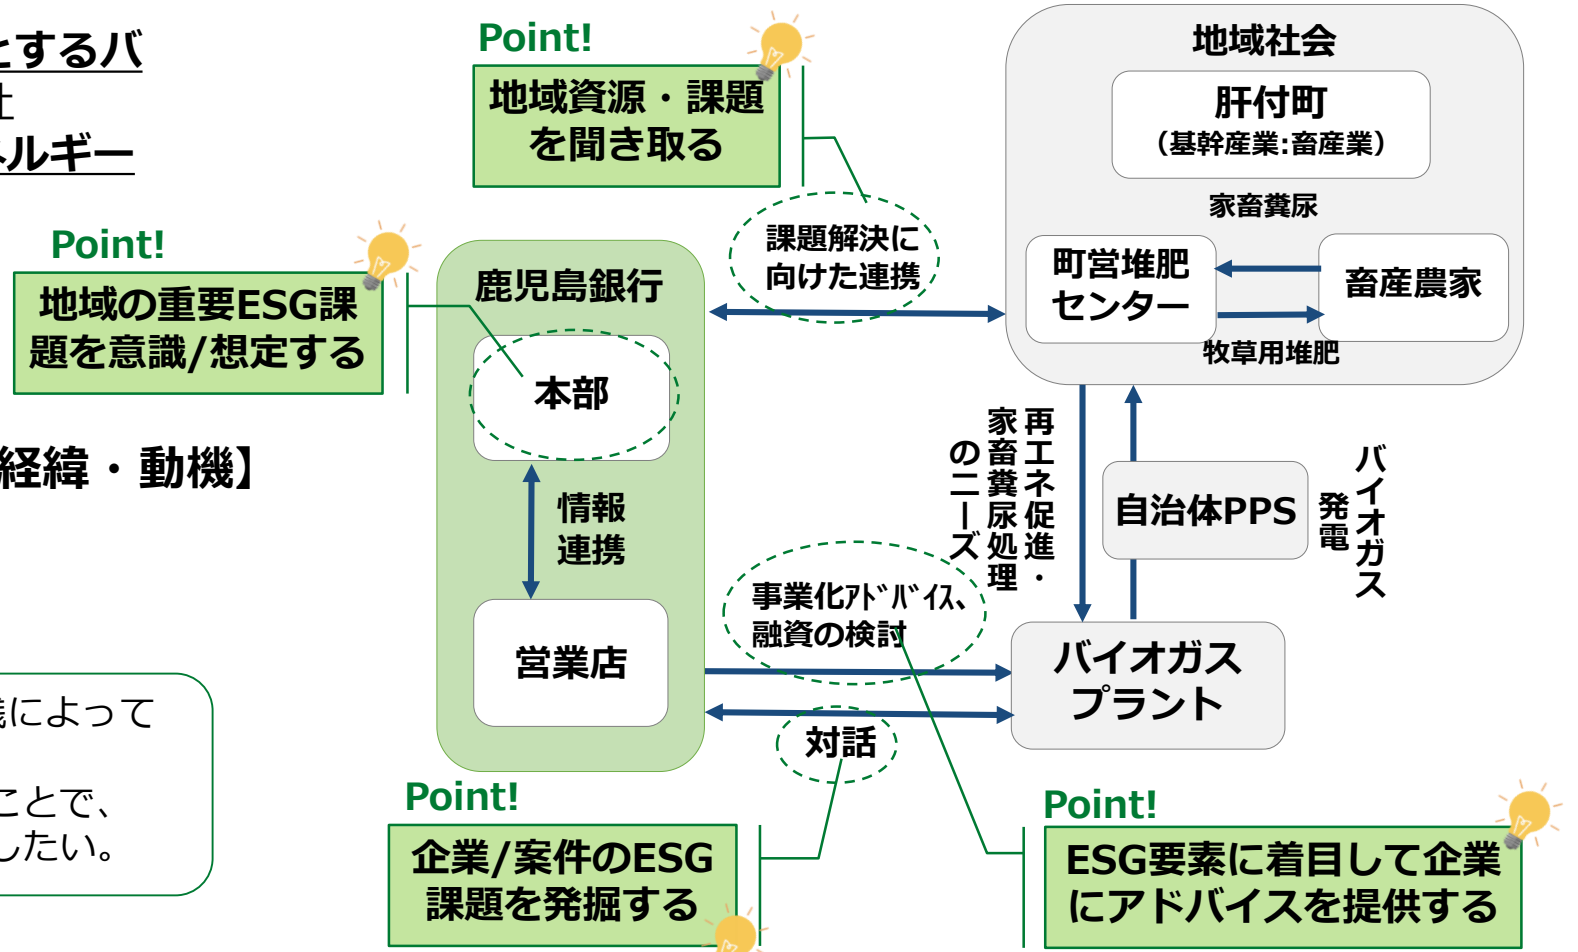 とするバ
社
ネルギー
Point!
地域資源・課題
を聞き取る
地域社会
肝付町
（基幹産業:畜産業）
家畜糞尿
町営堆肥
センター
畜産農家
牧草用堆肥
課題解決に
向けた連携
Point!
地域の重要ESG課
題を意識/想定する
鹿児島銀行
本部
情報
連携
営業店
経緯・動機】
再エネ促進・
家畜糞尿処理
のニーズ
自治体PPS
バイオガス
発電
事業化ｱﾄﾞﾊﾞｲｽ、
融資の検討
バイオガス
プラント
対話
によって
ことで、
したい。
Point!
企業/案件のESG
課題を発掘する
Point!
ESG要素に着目して企業
にアドバイスを提供する